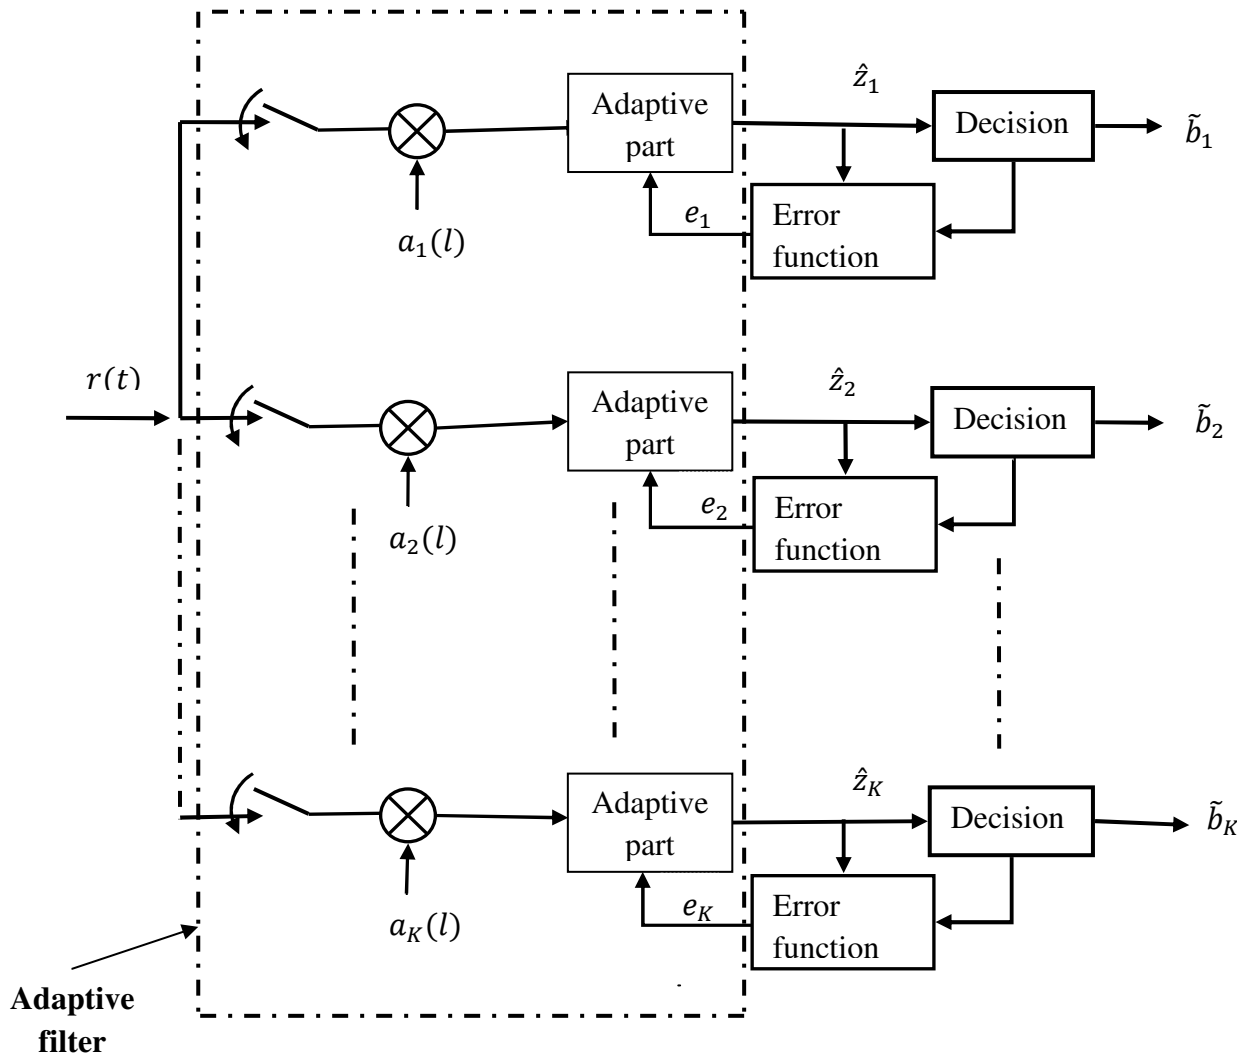 ẑ₁
Adaptive
part
Decision
b̃₁
e₁
Error
function
a₁(l)
r(t)
ẑ₂
Adaptive
part
Decision
b̃₂
e₂
Error
function
a₂(l)
ẑ_K
Adaptive
part
Decision
b̃_K
e_K
Error
function
a_K(l)
Adaptive
filter